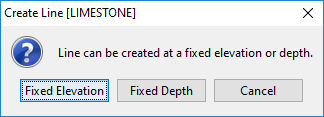 Create Line [LIMESTONE]
Line can be created at a fixed elevation or depth.
Fixed Elevation
Fixed Depth
Cancel